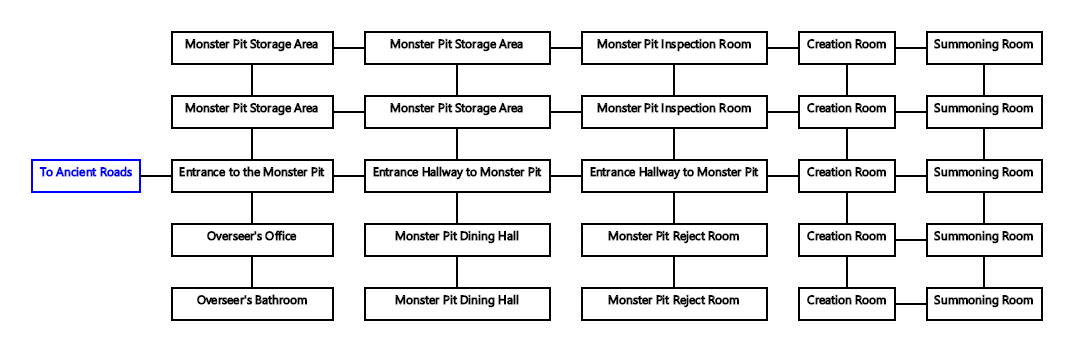 Monster Pit Storage Area
Monster Pit Storage Area
Monster Pit Inspection Room
Creation Room
Summoning Room
Monster Pit Storage Area
Monster Pit Storage Area
Monster Pit Inspection Room
Creation Room
Summoning Room
To Ancient Roads
Entrance to the Monster Pit
Entrance Hallway to Monster Pit
Entrance Hallway to Monster Pit
Creation Room
Summoning Room
Overseer's Office
Monster Pit Dining Hall
Monster Pit Reject Room
Creation Room
Summoning Room
Overseer's Bathroom
Monster Pit Dining Hall
Monster Pit Reject Room
Creation Room
Summoning Room